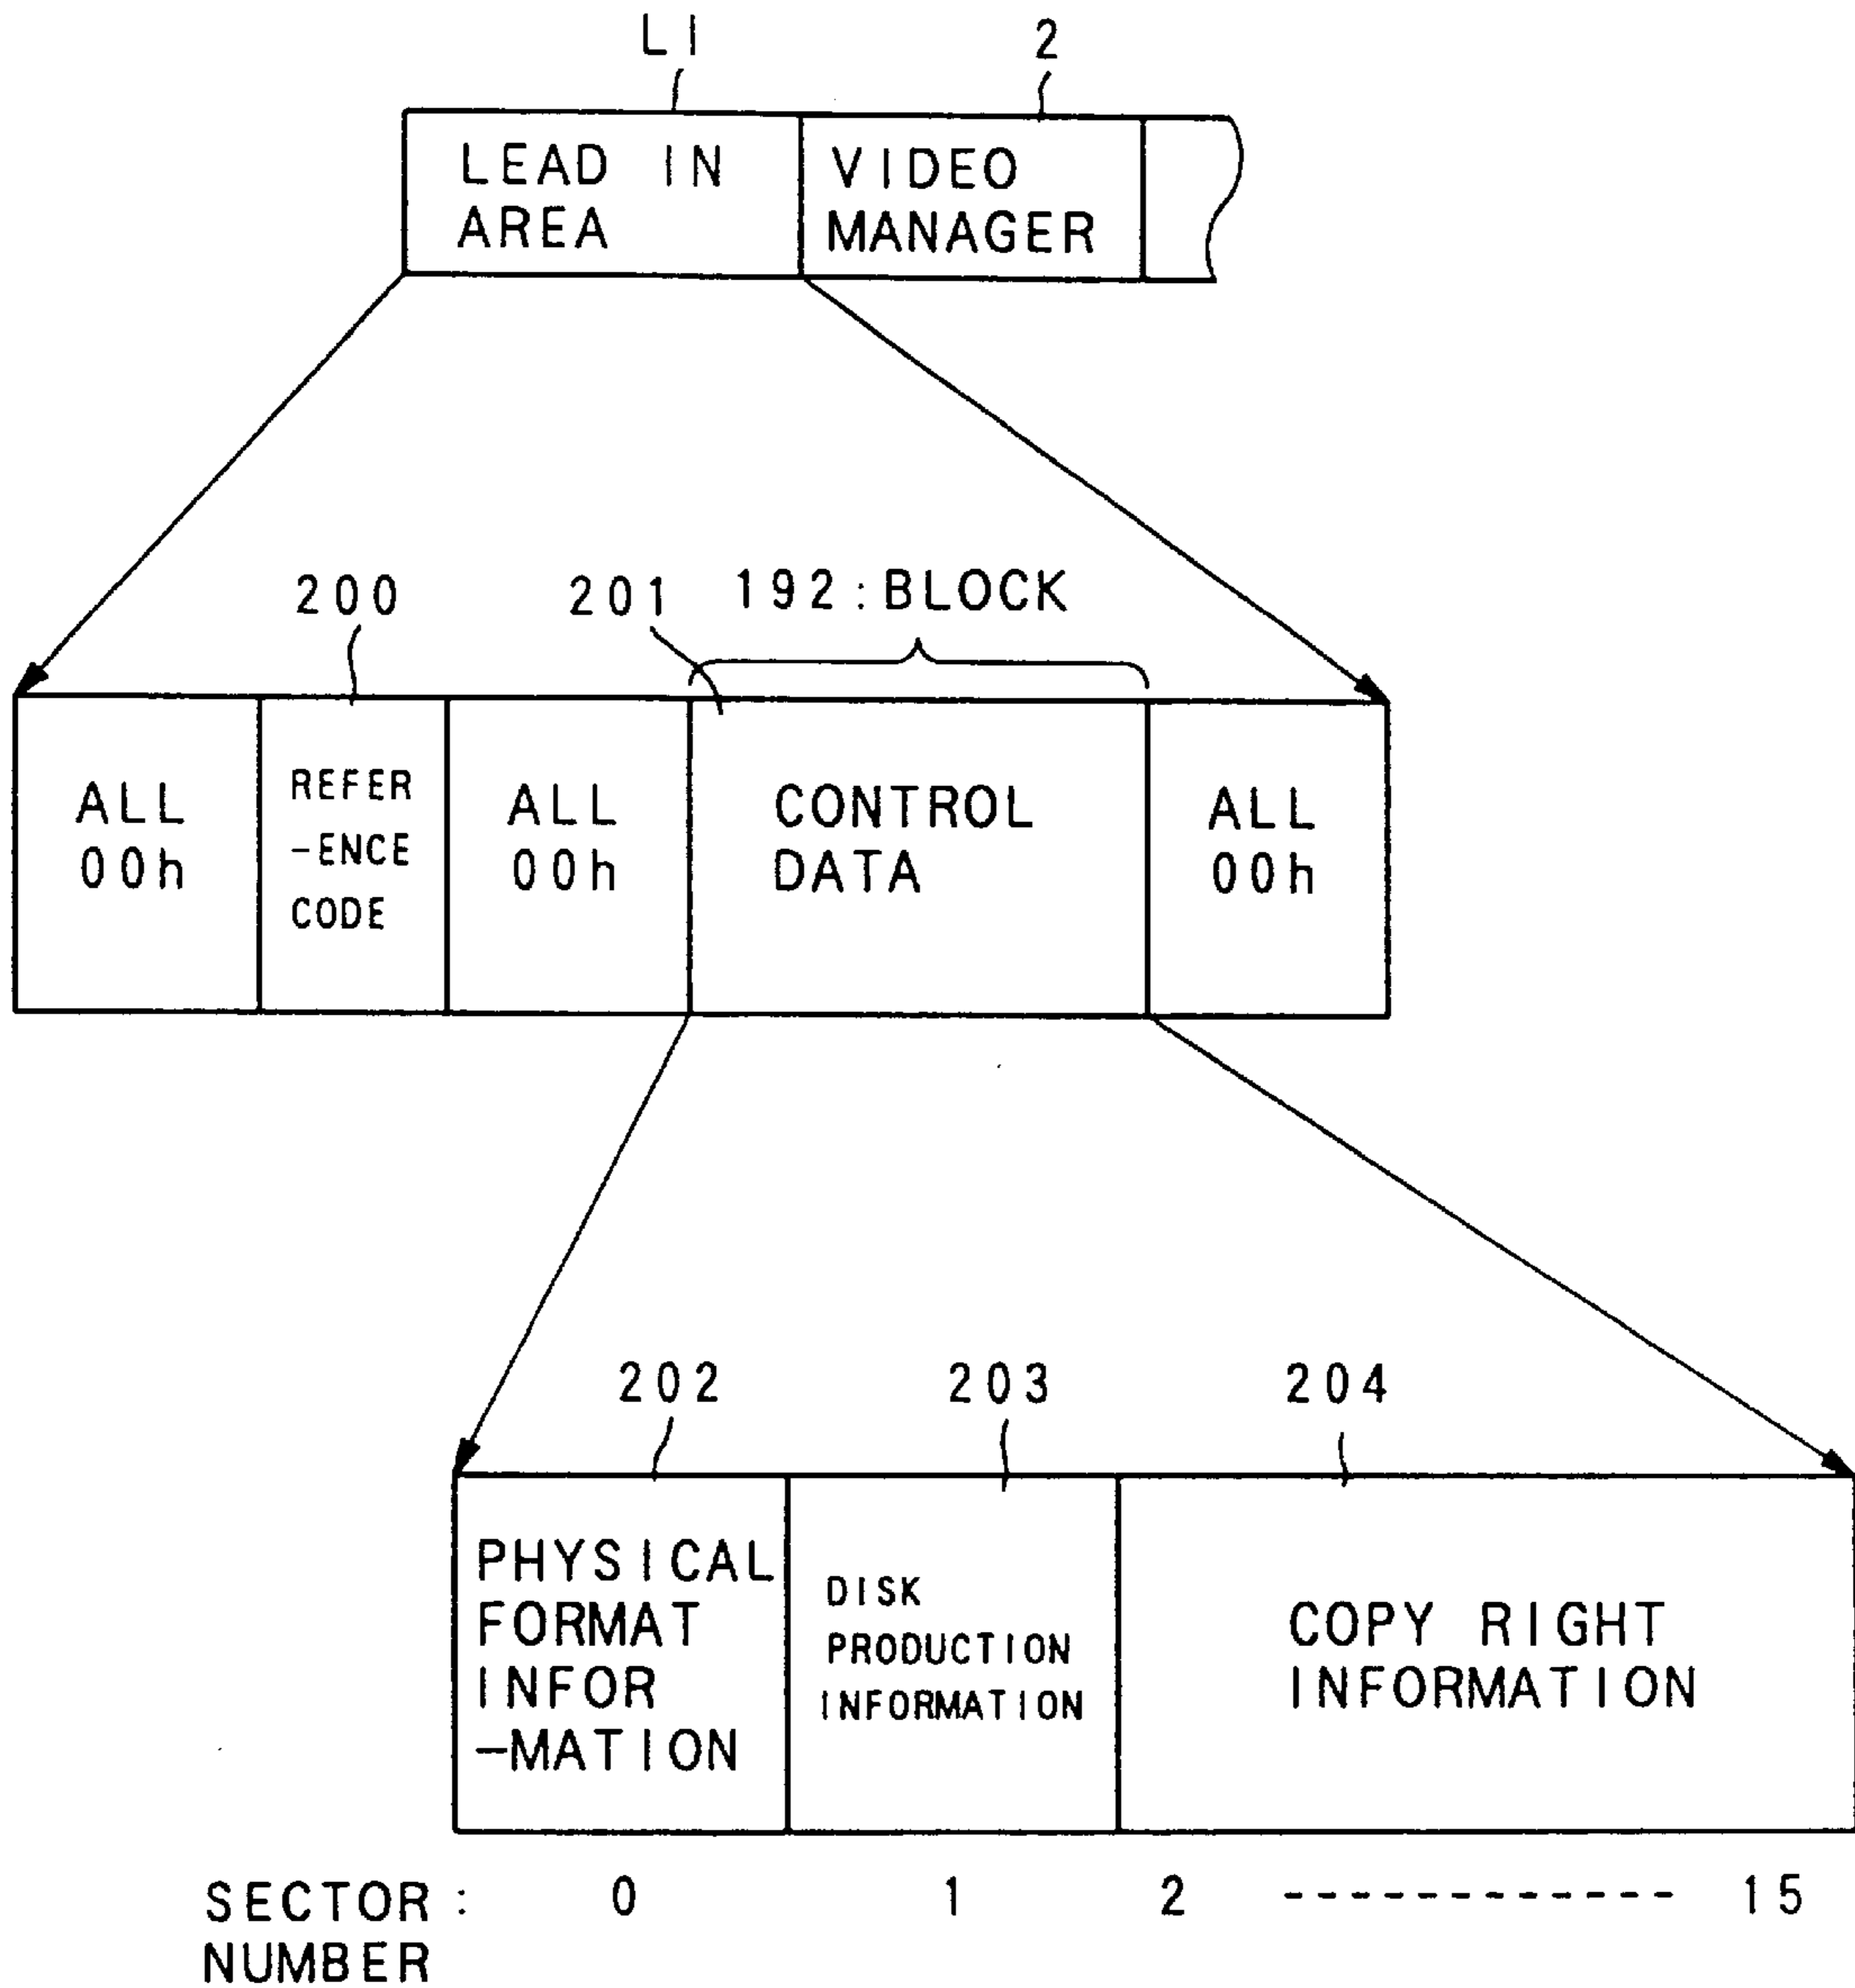 LI 2
LEAD IN
AREA
VIDEO
MANAGER
200 201 192:BLOCK
ALL
00h
REFER
-ENCE
CODE
ALL
00h
CONTROL
DATA
ALL
00h
202 203 204
PHYSICAL
FORMAT
INFOR
-MATION
DISK
PRODUCTION
INFORMATION
COPY RIGHT
INFORMATION
SECTOR : 0 1 2 ------------ 15
NUMBER